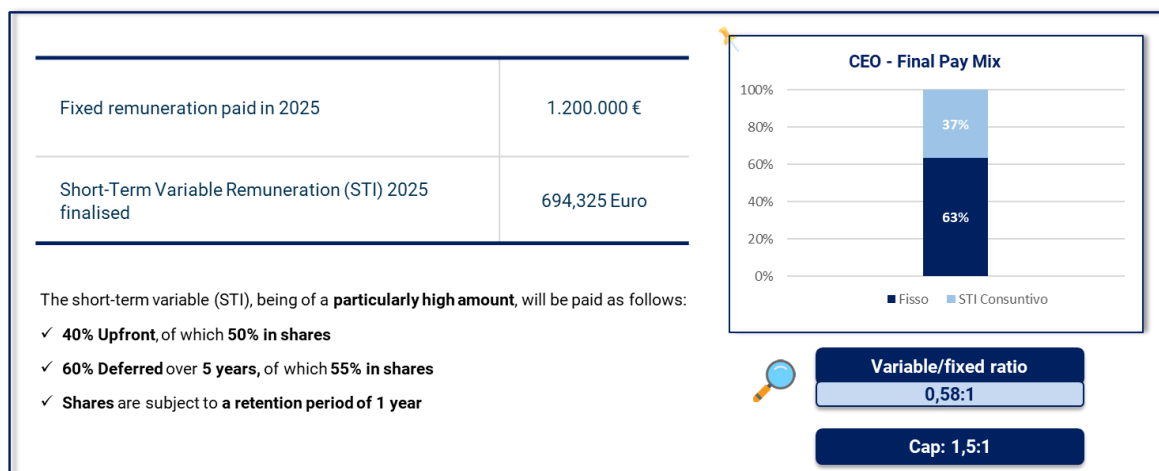 Fixed remuneration paid in 2025
1.200.000 €
Short-Term Variable Remuneration (STI) 2025
finalised
694,325 Euro
The short-term variable (STI), being of a particularly high amount, will be paid as follows:
✓ 40% Upfront, of which 50% in shares
✓ 60% Deferred over 5 years, of which 55% in shares
✓ Shares are subject to a retention period of 1 year
CEO - Final Pay Mix
100%
80%
60%
40%
20%
0%
37%
63%
Fisso
STI Consuntivo
Variable/fixed ratio
0,58:1
Cap: 1,5:1